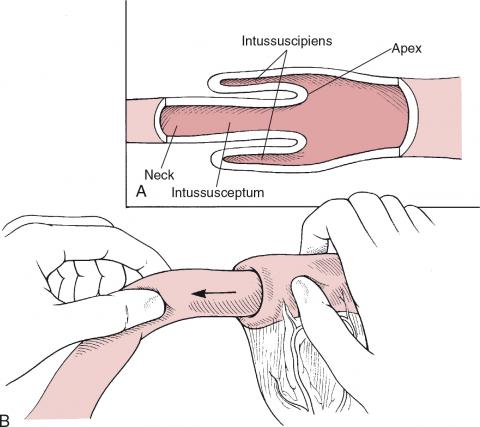 Intussuscipiens
Apex
Neck
Intussusceptum
A
B